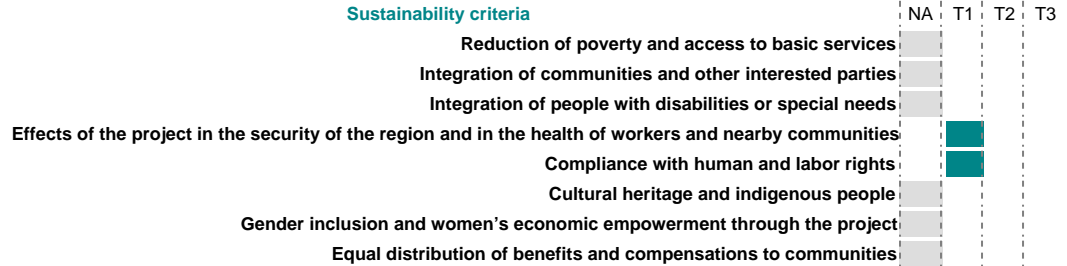 Sustainability criteria NA T1 T2 T3
Reduction of poverty and access to basic services
Integration of communities and other interested parties
Integration of people with disabilities or special needs
Effects of the project in the security of the region and in the health of workers and nearby communities
Compliance with human and labor rights
Cultural heritage and indigenous people
Gender inclusion and women’s economic empowerment through the project
Equal distribution of benefits and compensations to communities